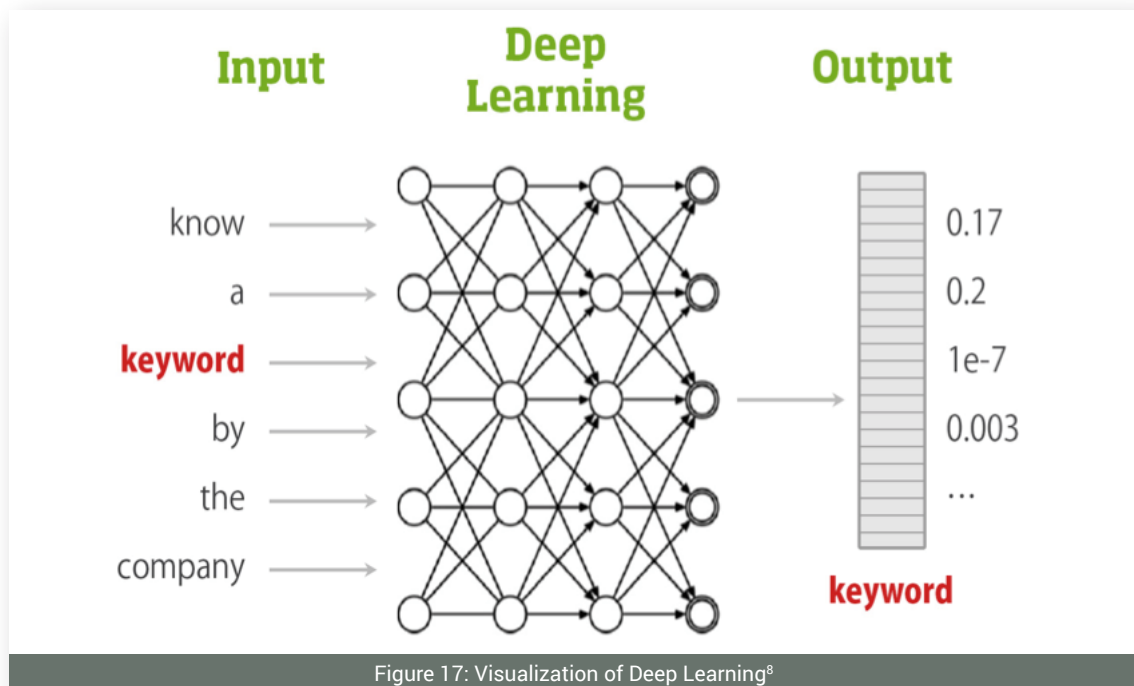 Input
Deep
Learning
Output
know
a
keyword
by
the
company
0.17
0.2
1e-7
0.003
...
keyword
Figure 17: Visualization of Deep Learning⁸